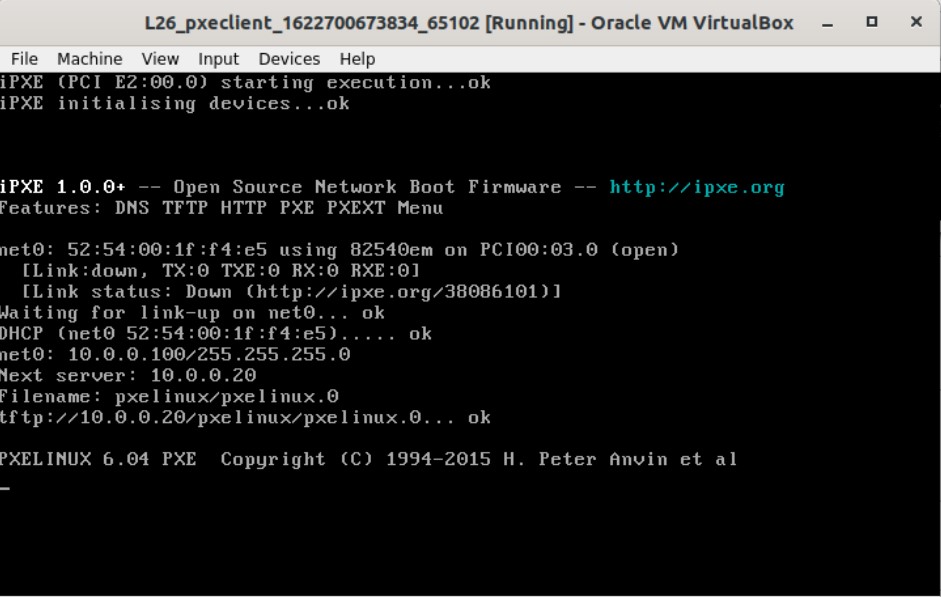 L26_pxeclient_1622700673834_65102 [Running] - Oracle VM VirtualBox
File Machine View Input Devices Help
iPXE (PCI E2:00.0) starting execution...ok
iPXE initialising devices...ok
iPXE 1.0.0+ -- Open Source Network Boot Firmware -- http://ipxe.org
Features: DNS TFTP HTTP PXE PXEXT Menu
net0: 52:54:00:1f:f4:e5 using 82540em on PCI00:03.0 (open)
[Link:down, TX:0 TXE:0 RX:0 RXE:0]
[Link status: Down (http://ipxe.org/38086101)]
Waiting for link-up on net0... ok
DHCP (net0 52:54:00:1f:f4:e5)..... ok
net0: 10.0.0.100/255.255.255.0
Next server: 10.0.0.20
Filename: pxelinux/pxelinux.0
tftp://10.0.0.20/pxelinux/pxelinux.0... ok
PXELINUX 6.04 PXE Copyright (C) 1994-2015 H. Peter Anvin et al